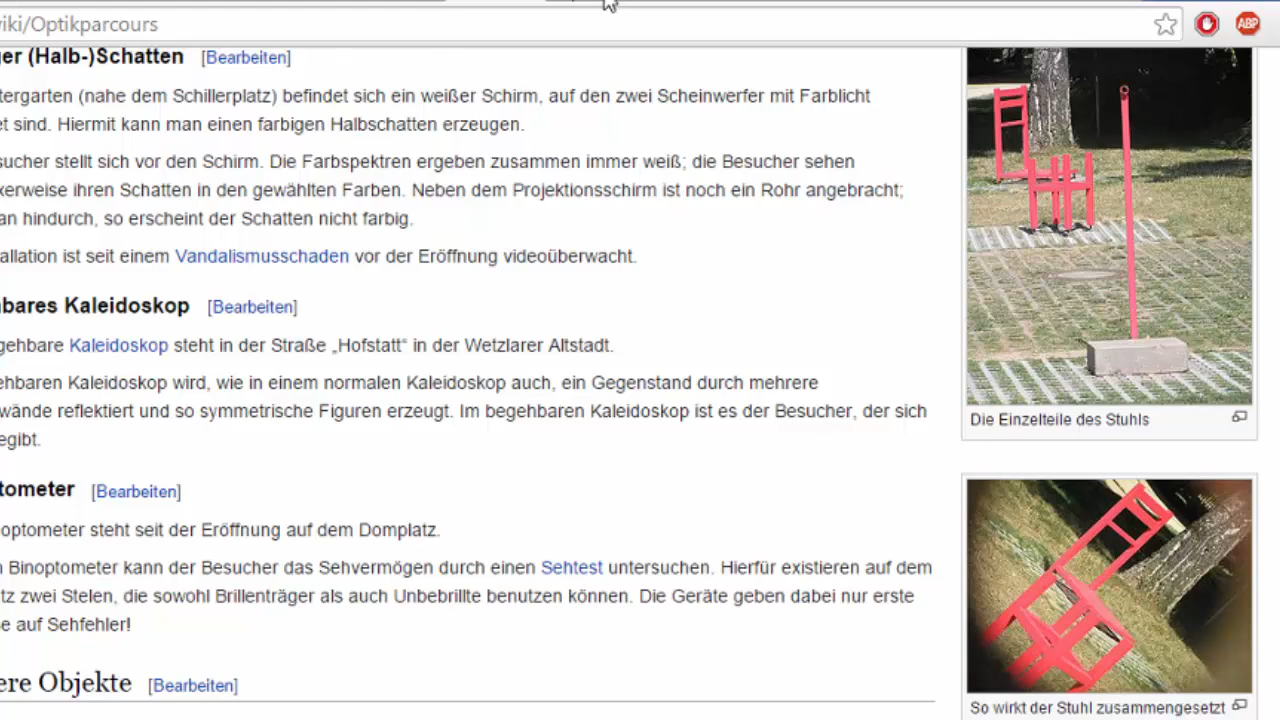 iki/Optikparcours
ABP
ger (Halb-)Schatten [Bearbeiten]
tergarten (nahe dem Schillerplatz) befindet sich ein weißer Schirm, auf den zwei Scheinwerfer mit Farblicht
et sind. Hiermit kann man einen farbigen Halbschatten erzeugen.
sucher stellt sich vor den Schirm. Die Farbspektren ergeben zusammen immer weiß; die Besucher sehen
kerweise ihren Schatten in den gewählten Farben. Neben dem Projektionsschirm ist noch ein Rohr angebracht;
an hindurch, so erscheint der Schatten nicht farbig.
allation ist seit einem Vandalismusschaden vor der Eröffnung videoüberwacht.
hbares Kaleidoskop [Bearbeiten]
gehbare Kaleidoskop steht in der Straße „Hofstatt“ in der Wetzlarer Altstadt.
ehbaren Kaleidoskop wird, wie in einem normalen Kaleidoskop auch, ein Gegenstand durch mehrere
wände reflektiert und so symmetrische Figuren erzeugt. Im begehbaren Kaleidoskop ist es der Besucher, der sich
egibt.
Die Einzelteile des Stuhls
tometer [Bearbeiten]
optometer steht seit der Eröffnung auf dem Domplatz.
n Binoptometer kann der Besucher das Sehvermögen durch einen Sehtest untersuchen. Hierfür existieren auf dem
tz zwei Stelen, die sowohl Brillenträger als auch Unbebrillte benutzen können. Die Geräte geben dabei nur erste
e auf Sehfehler!
ere Objekte [Bearbeiten]
So wirkt der Stuhl zusammengesetzt